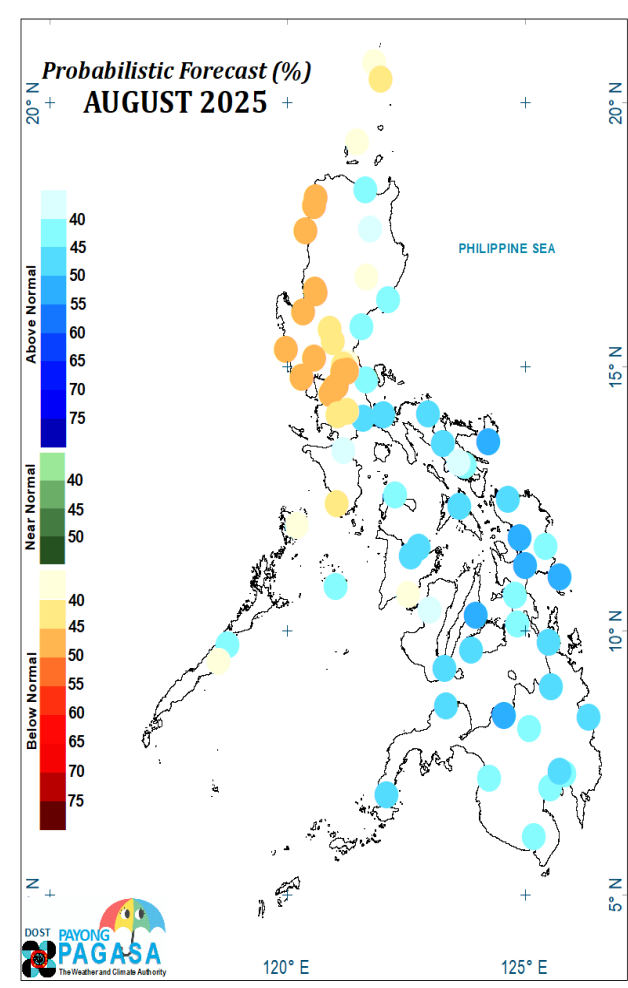 Probabilistic Forecast (%)
AUGUST 2025
20° N
20° N
PHILIPPINE SEA
Above Normal
40
45
50
55
60
65
70
75
15° N
Near Normal
40
45
50
Below Normal
40
45
50
55
60
65
70
75
10° N
N
5° N
DOST
PAYONG
PAGASA
The Weather and Climate Authority
120° E
125° E